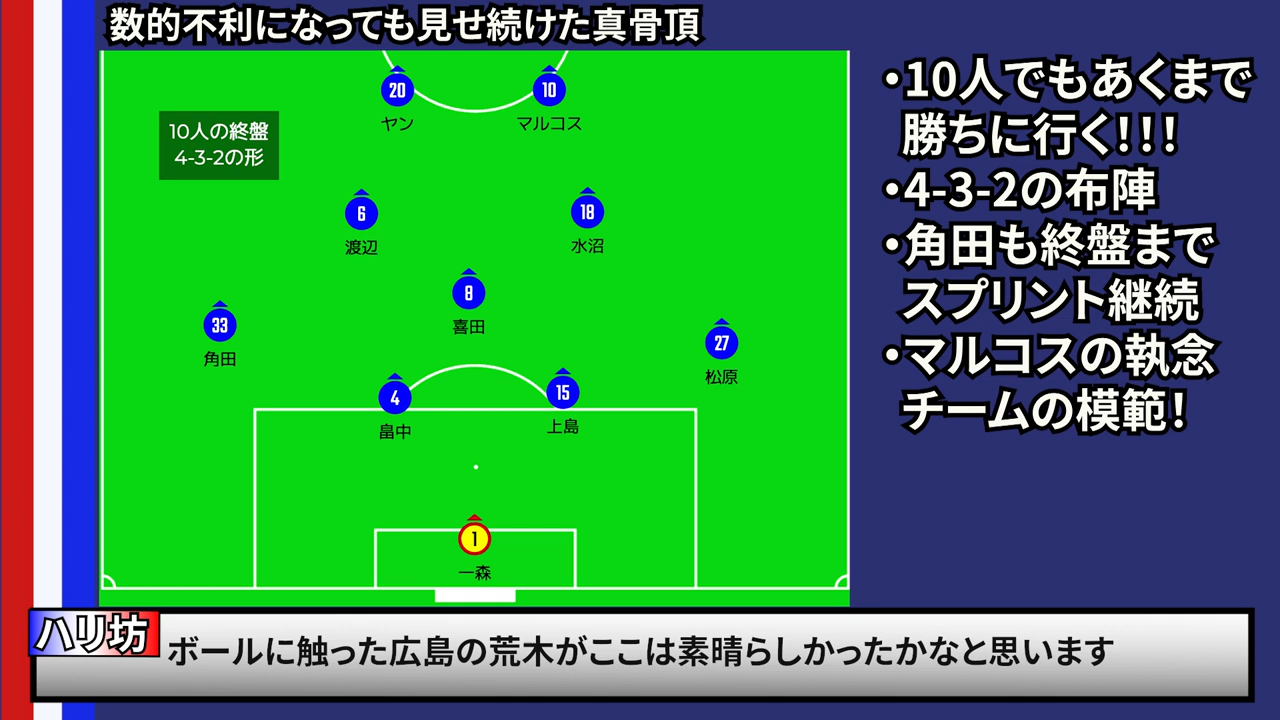 数的不利になっても見せ続けた真骨頂
20
ヤン
10
マルコス
10人の終盤
4-3-2の形
6
渡辺
18
水沼
8
喜田
33
角田
27
松原
4
畠中
15
上島
1
一森
・10人でもあくまで
勝ちに行く!!!
・4-3-2の布陣
・角田も終盤まで
スプリント継続
・マルコスの執念
チームの模範!
ハリ坊
ボールに触った広島の荒木がここは素晴らしかったかなと思います